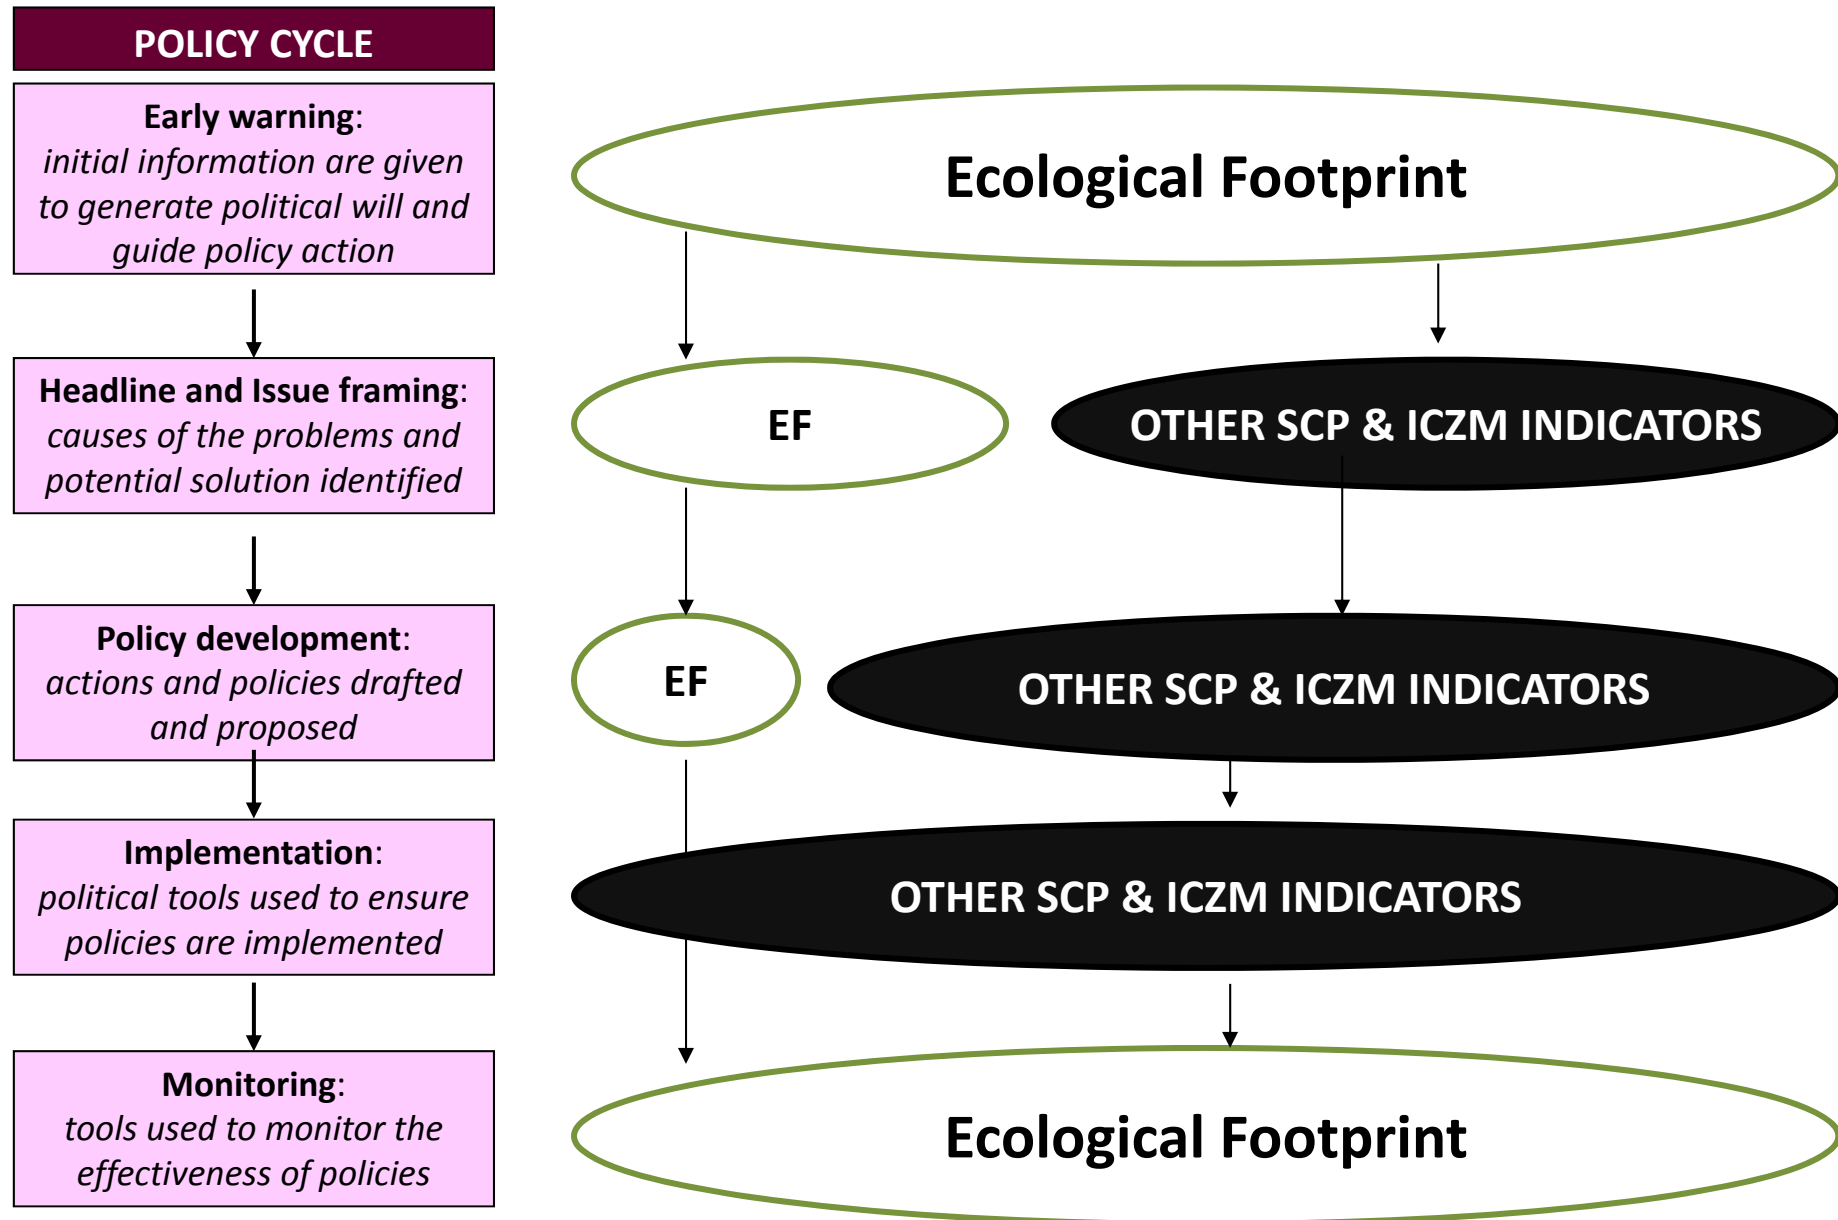 POLICY CYCLE
Early warning:
initial information are given
to generate political will and
guide policy action
Ecological Footprint
Headline and Issue framing:
causes of the problems and
potential solution identified
EF
OTHER SCP & ICZM INDICATORS
Policy development:
actions and policies drafted
and proposed
EF
OTHER SCP & ICZM INDICATORS
Implementation:
political tools used to ensure
policies are implemented
OTHER SCP & ICZM INDICATORS
Monitoring:
tools used to monitor the
effectiveness of policies
Ecological Footprint